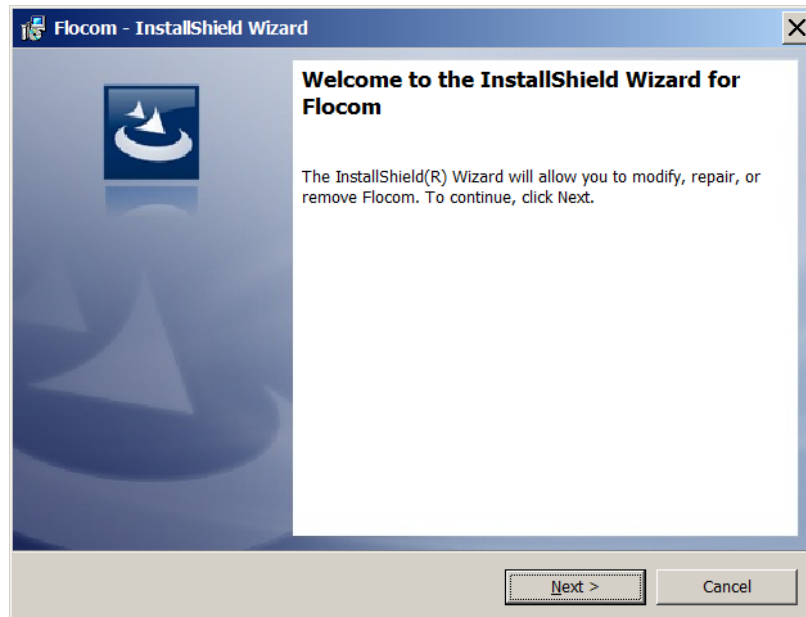 Flocom - InstallShield Wizard
Welcome to the InstallShield Wizard for
Flocom
The InstallShield(R) Wizard will allow you to modify, repair, or
remove Flocom. To continue, click Next.
Next >
Cancel